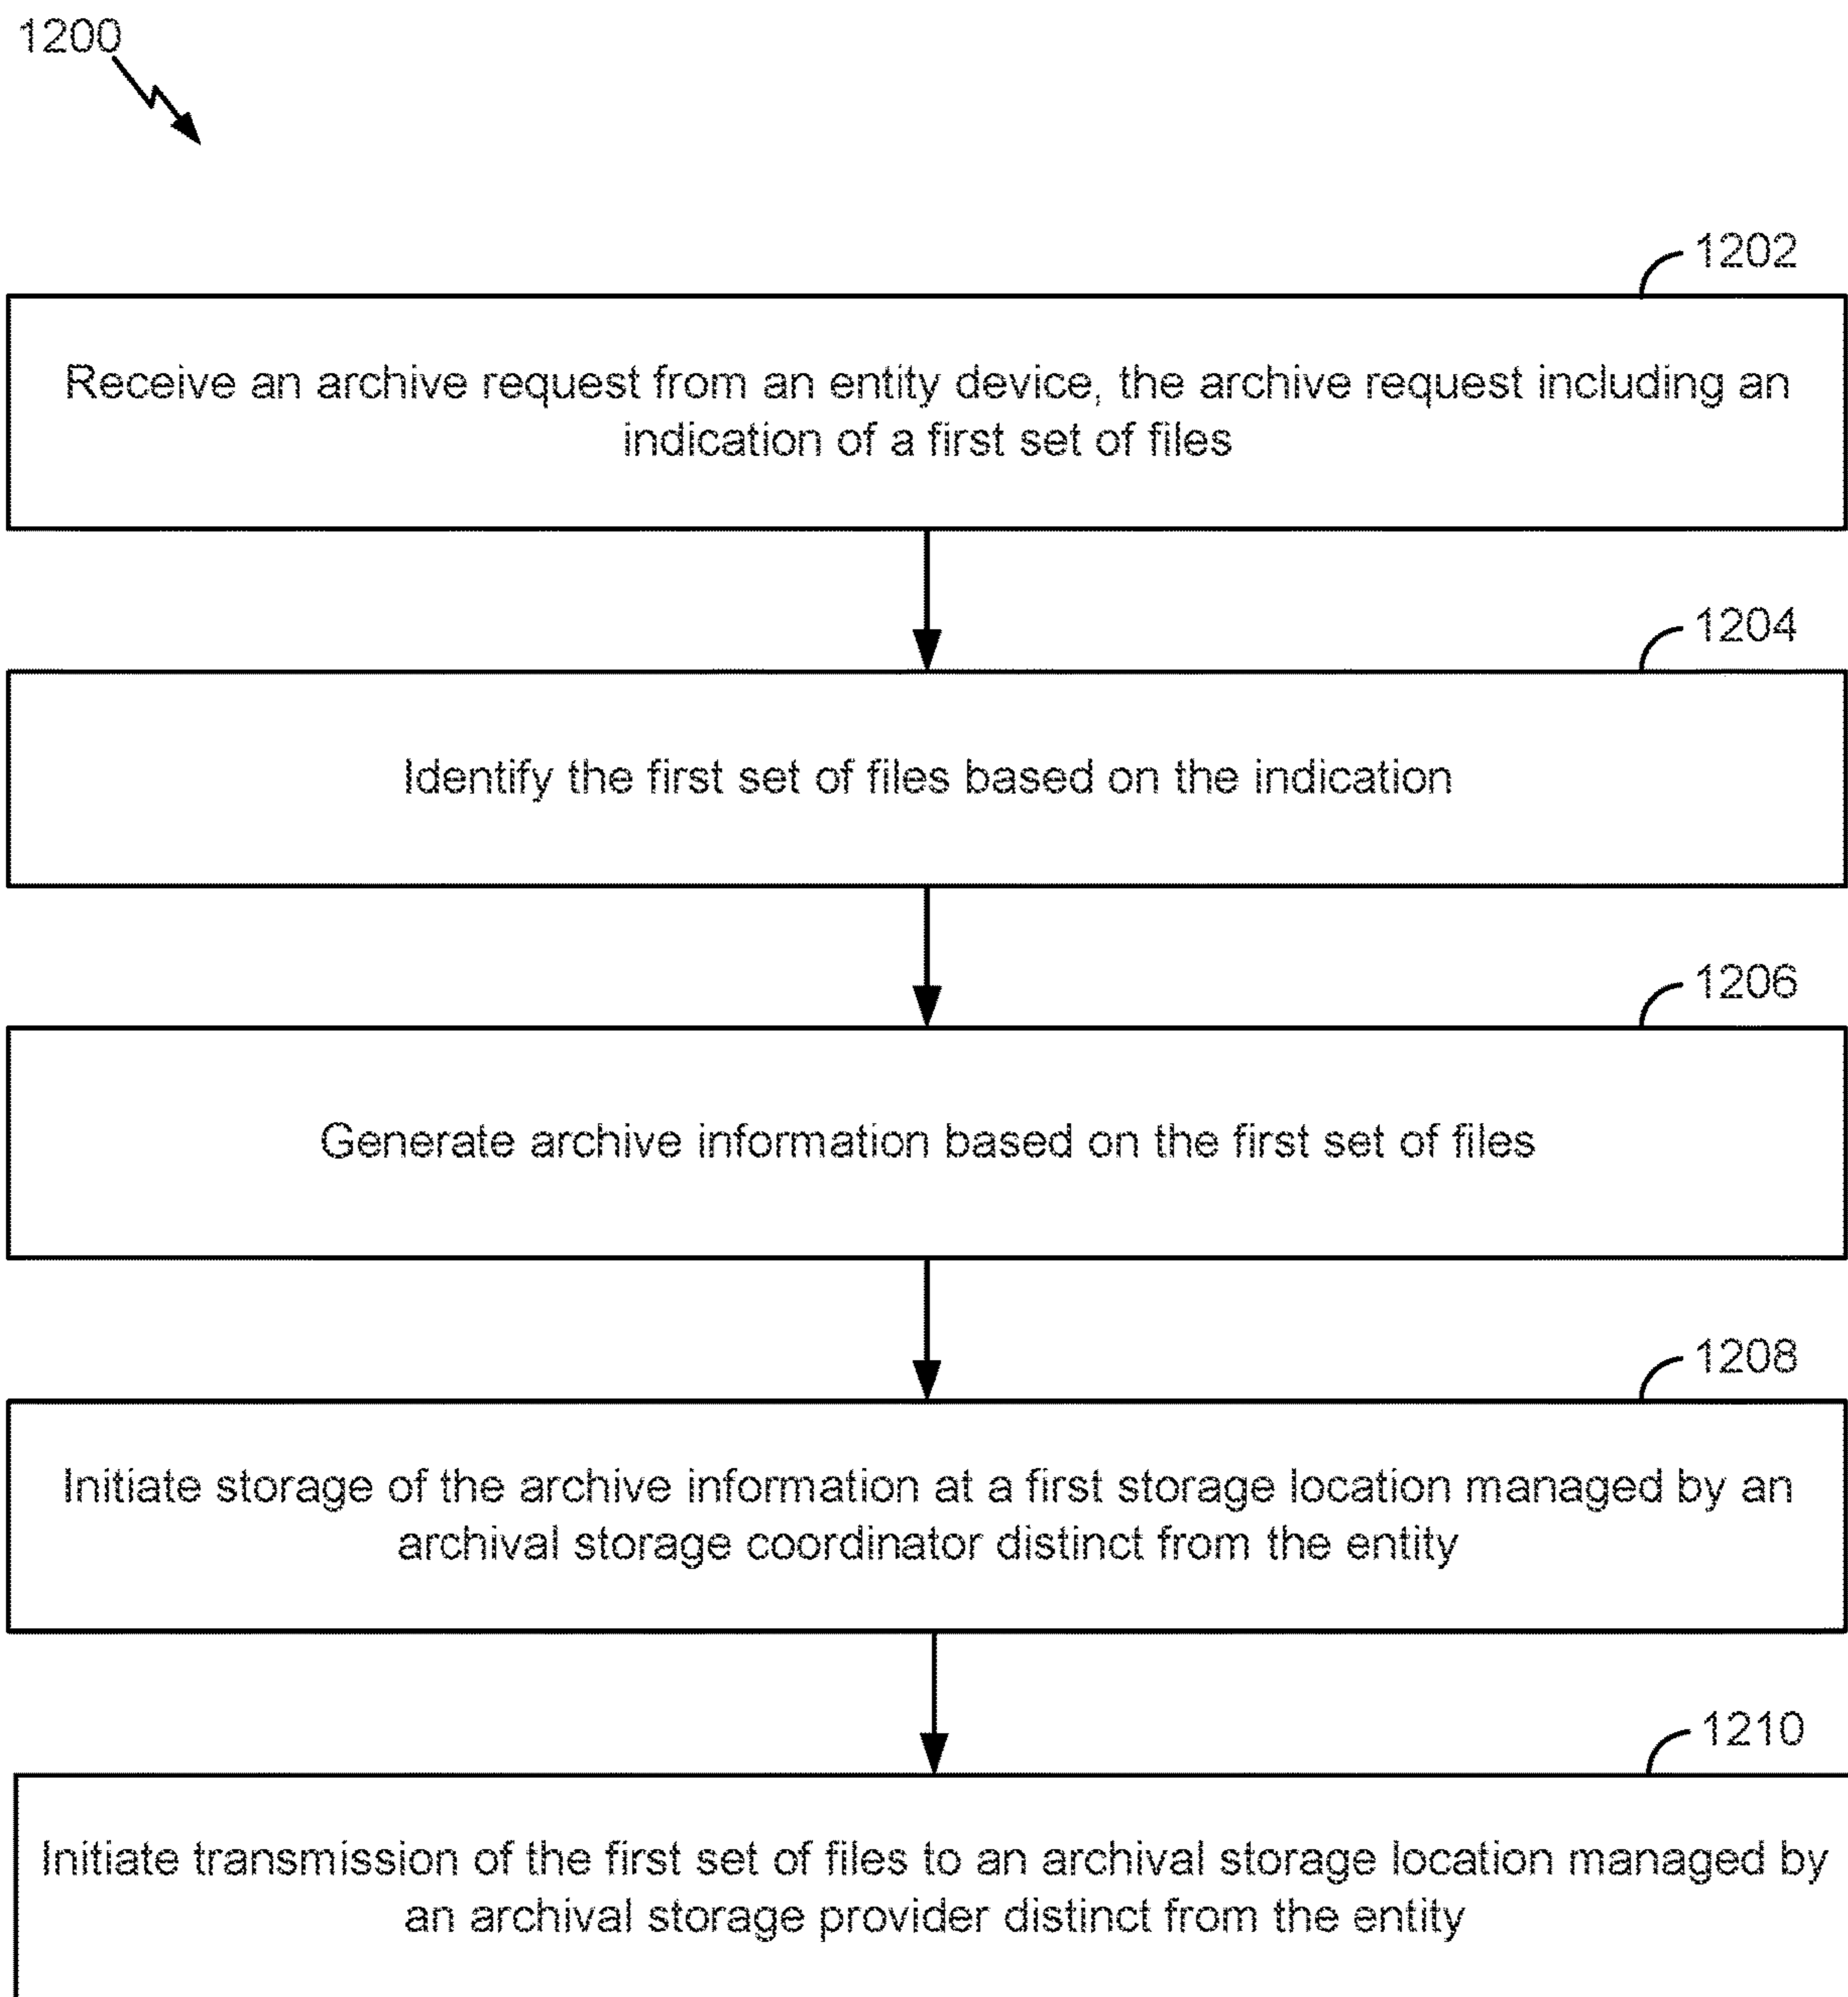 1200
1202
Receive an archive request from an entity device, the archive request including an
indication of a first set of files
1204
Identify the first set of files based on the indication
1206
Generate archive information based on the first set of files
1208
Initiate storage of the archive information at a first storage location managed by an
archival storage coordinator distinct from the entity
1210
Initiate transmission of the first set of files to an archival storage location managed by
an archival storage provider distinct from the entity